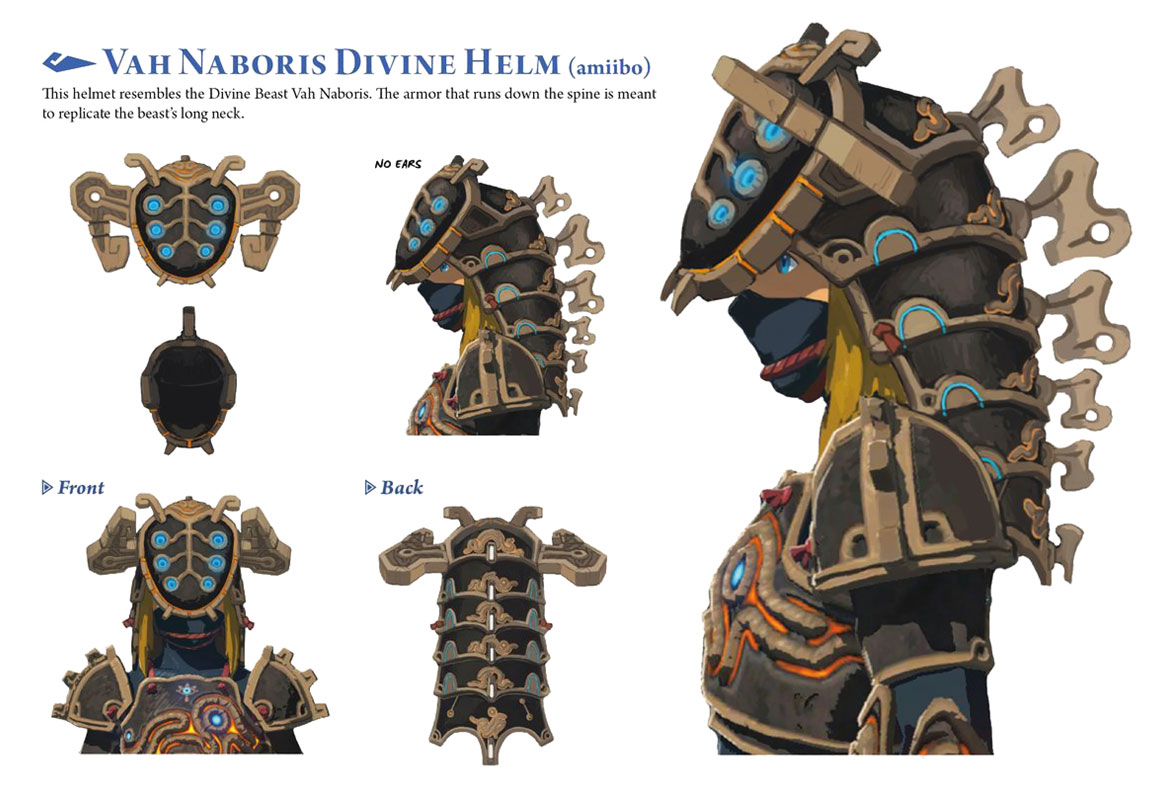 Vah Naboris Divine Helm (amiibo)
This helmet resembles the Divine Beast Vah Naboris. The armor that runs down the spine is meant
to replicate the beast's long neck.
NO EARS
Front
Back